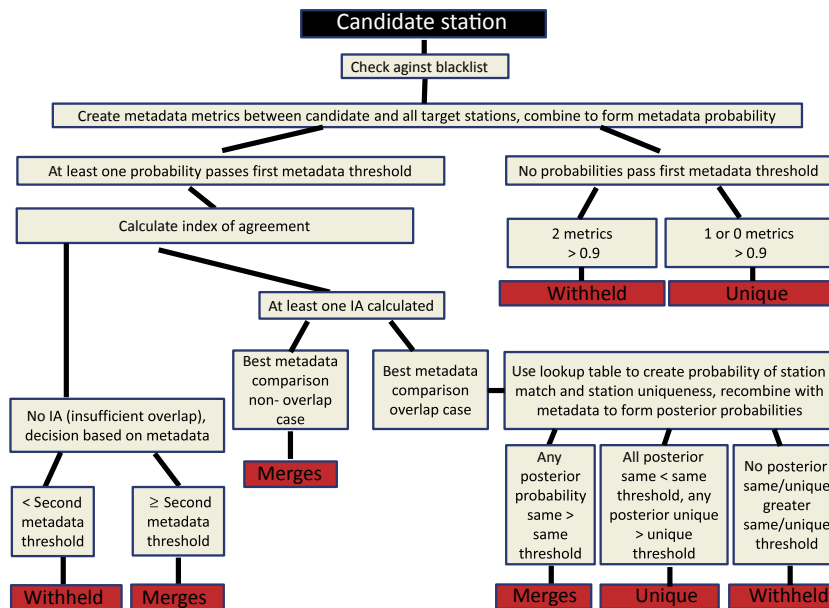 Candidate station
Check aginst blacklist
Create metadata metrics between candidate and all target stations, combine to form metadata probability
At least one probability passes first metadata threshold
No probabilities pass first metadata threshold
Calculate index of agreement
2 metrics
> 0.9
1 or 0 metrics
> 0.9
Withheld
Unique
At least one IA calculated
Best metadata
comparison
non- overlap
case
Best metadata
comparison
overlap case
Use lookup table to create probability of station
match and station uniqueness, recombine with
metadata to form posterior probabilities
No IA (insufficient overlap),
decision based on metadata
Merges
< Second
metadata
threshold
≥ Second
metadata
threshold
Any
posterior
probability
same >
same
threshold
All posterior
same < same
threshold, any
posterior unique
> unique threshold
No posterior
same/unique
greater
same/unique
threshold
Withheld
Merges
Merges
Unique
Withheld